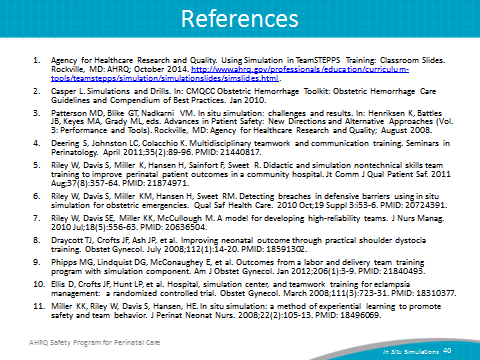 References
1. Agency for Healthcare Research and Quality. Using Simulation in TeamSTEPPS Training: Classroom Slides.
Rockville, MD: AHRQ; October 2014. http://www.ahrq.gov/professionals/education/curriculum-
tools/teamstepps/simulation/simulationslides/simslides.html.
2. Casper L. Simulations and Drills. In: CMQCC Obstetric Hemorrhage Toolkit: Obstetric Hemorrhage Care
Guidelines and Compendium of Best Practices. Jan 2010.
3. Patterson MD, Blike GT, Nadkarni VM. In situ simulation: challenges and results. In: Henriksen K, Battles
JB, Keyes MA, Grady ML, eds. Advances in Patient Safety: New Directions and Alternative Approaches (Vol.
3: Performance and Tools). Rockville, MD: Agency for Healthcare Research and Quality; August 2008.
4. Deering S, Johnston LC, Colacchio K. Multidisciplinary teamwork and communication training. Seminars in
Perinatology. April 2011;35(2):89-96. PMID: 21440817.
5. Riley W, Davis S, Miller K, Hansen H, Sainfort F, Sweet R. Didactic and simulation nontechnical skills team
training to improve perinatal patient outcomes in a community hospital. Jt Comm J Qual Patient Saf. 2011
Aug;37(8):357-64. PMID: 21874971.
6. Riley W, Davis S, Miller KM, Hansen H, Sweet RM. Detecting breaches in defensive barriers using in situ
simulation for obstetric emergencies. Qual Saf Health Care. 2010 Oct;19 Suppl 3:i53-6. PMID: 20724391.
7. Riley W, Davis SE, Miller KK, McCullough M. A model for developing high-reliability teams. J Nurs Manag.
2010 Jul;18(5):556-63. PMID: 20636504.
8. Draycott TJ, Crofts JF, Ash JP, et al. Improving neonatal outcome through practical shoulder dystocia
training. Obstet Gynecol. July 2008;112(1):14-20. PMID: 18591302.
9. Phipps MG, Lindquist DG, McConaughey E, et al. Outcomes from a labor and delivery team training
program with simulation component. Am J Obstet Gynecol. Jan 2012;206(1):3-9. PMID: 21840493.
10. Ellis D, Crofts JF, Hunt LP, et al. Hospital, simulation center, and teamwork training for eclampsia
management: a randomized controlled trial. Obstet Gynecol. March 2008;111(3):723-31. PMID: 18310377.
11. Miller KK, Riley W, Davis S, Hansen, HE. In situ simulation: a method of experiential learning to promote
safety and team behavior. J Perinat Neonat Nurs. 2008;22(2):105-13. PMID: 18496069.
AHRQ Safety Program for Perinatal Care
In Situ Simulations 40